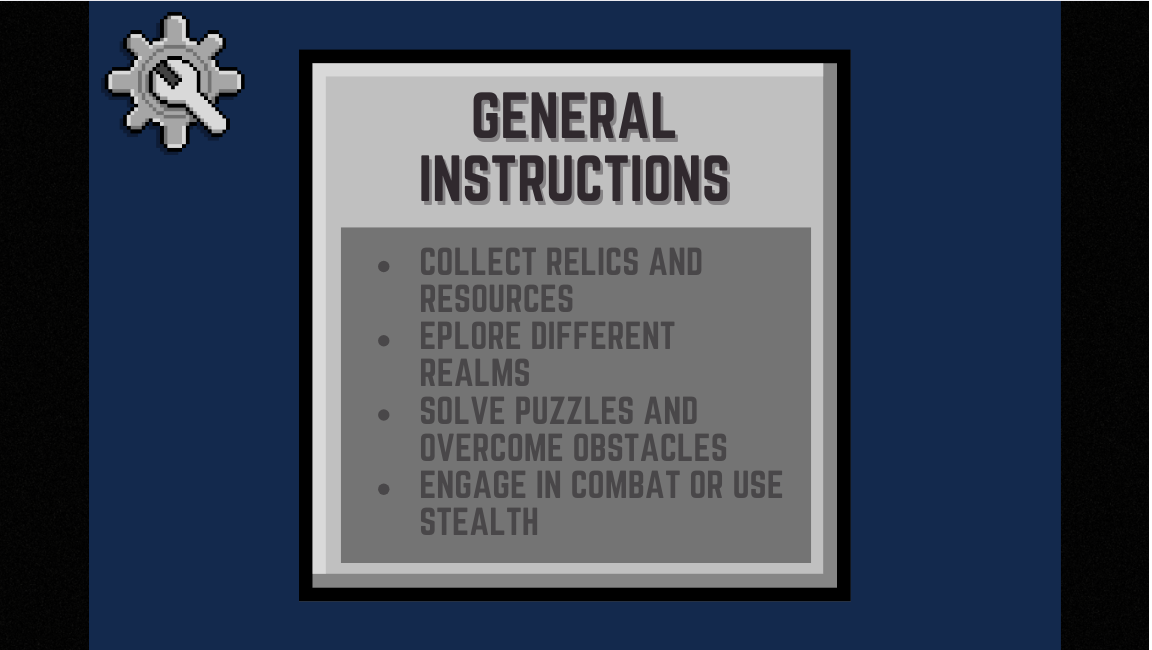 GENERAL
INSTRUCTIONS
COLLECT RELICS AND
RESOURCES
EPLORE DIFFERENT
REALMS
SOLVE PUZZLES AND
OVERCOME OBSTACLES
ENGAGE IN COMBAT OR USE
STEALTH